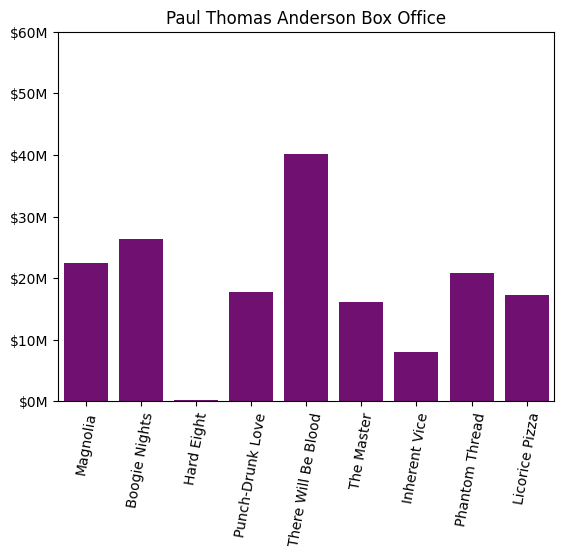 Paul Thomas Anderson Box Office
$60M
$50M
$40M
$30M
$20M
$10M
$0M
Magnolia
Boogie Nights
Hard Eight
Punch-Drunk Love
There Will Be Blood
The Master
Inherent Vice
Phantom Thread
Licorice Pizza